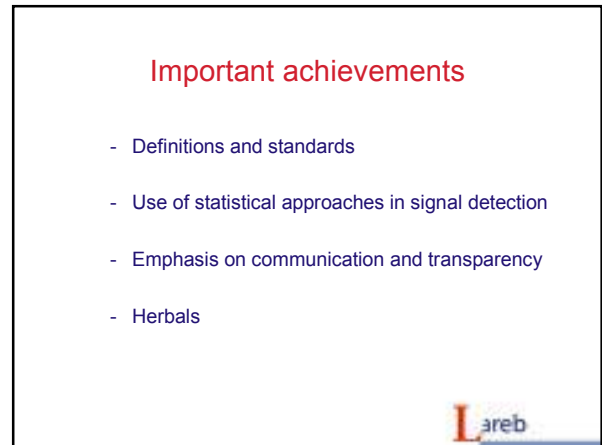 Important achievements
- Definitions and standards
- Use of statistical approaches in signal detection
- Emphasis on communication and transparency
- Herbals
Lareb